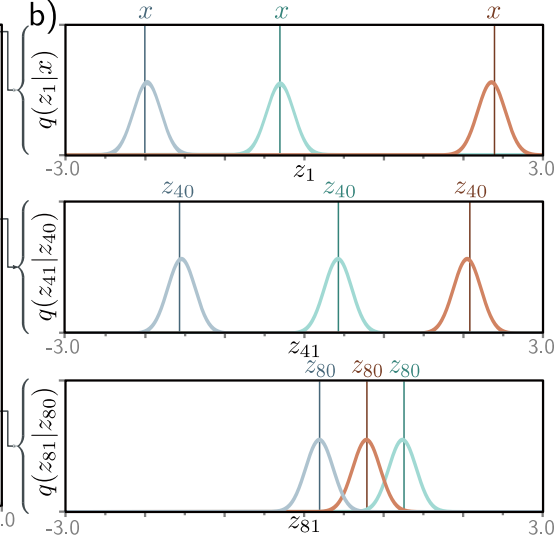 b)
x x x
q(z₁|x)
-3.0 z₁ 3.0
z₄₀ z₄₀ z₄₀
q(z₄₁|z₄₀)
-3.0 z₄₁ 3.0
z₈₀ z₈₀ z₈₀
q(z₈₁|z₈₀)
.0 -3.0 z₈₁ 3.0